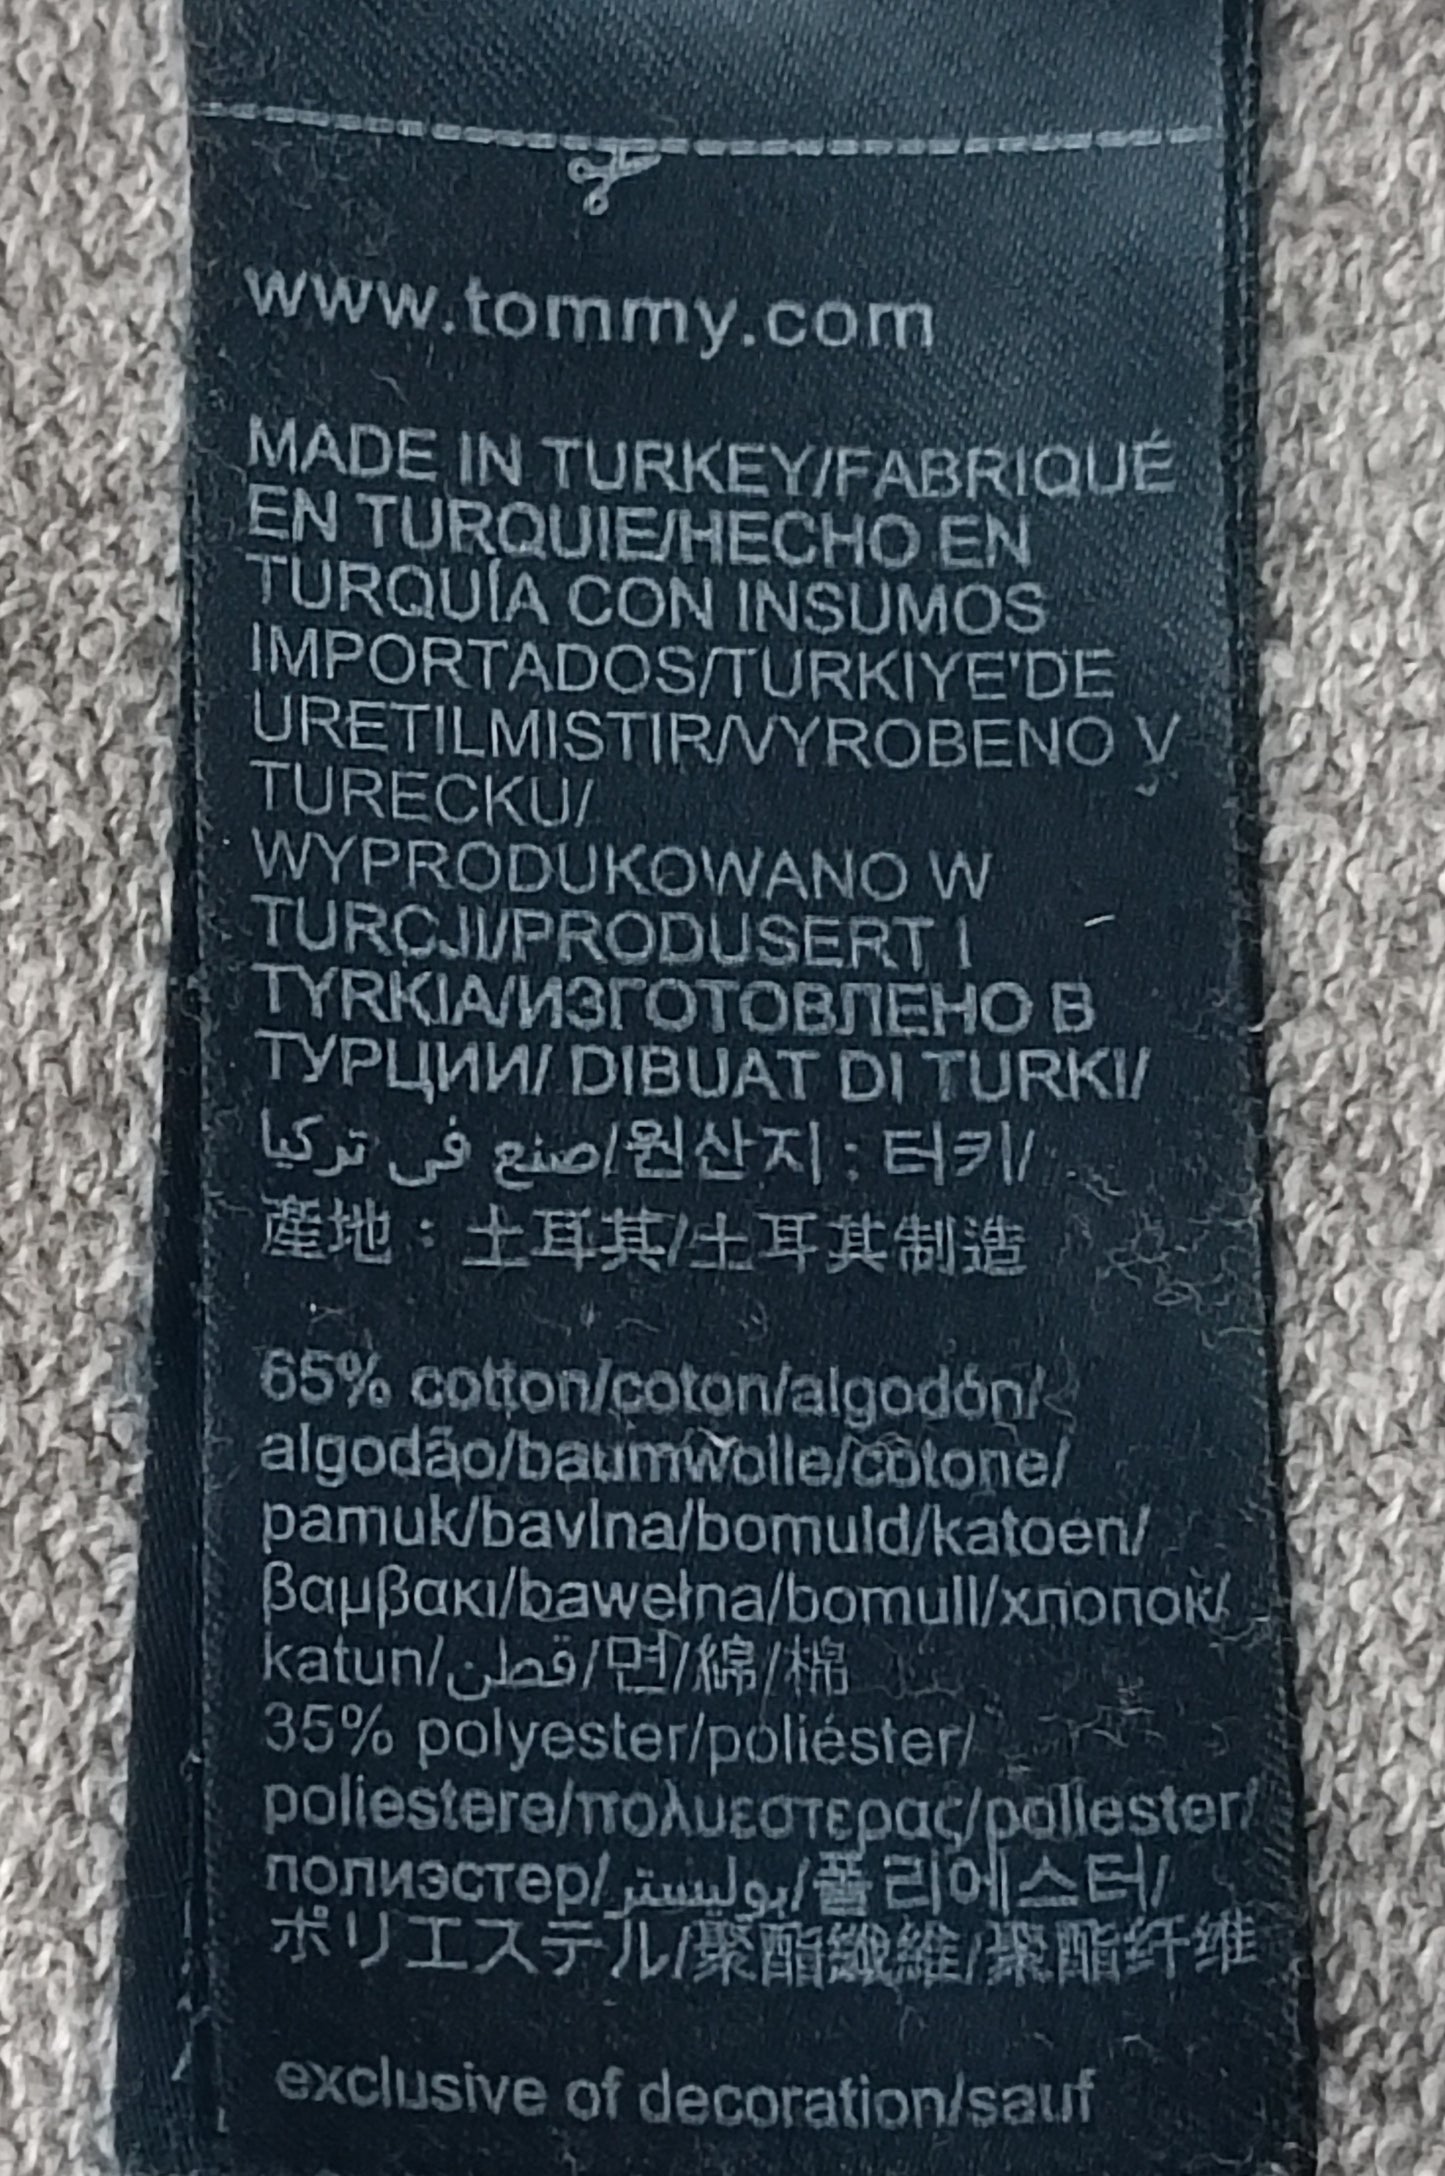 www.tommy.com
MADE IN TURKEY/FABRIQUÉ
EN TURQUIE/HECHO EN
TURQUÍA CON INSUMOS
IMPORTADOS/TURKIYE'DE
URETILMISTIR/VYROBENO V
TURECKU/
WYPRODUKOWANO W
TURCJI/PRODUSERT I
TYRKIA/ИЗГОТОВЛЕНО В
ТУРЦИИ/ DIBUAT DI TURKI/
صنع في تركيا/원산지 : 터키/
産地：土耳其/土耳其制造
65% cotton/coton/algodón/
algodão/baumwolle/cotone/
pamuk/bavlna/bomuld/katoen/
βαμβακι/bawełna/bomull/хлопок/
katun/قطن/면/綿/棉
35% polyester/poliéster/
poliestere/πολυεστερας/poliester/
полиэстер/بوليستر/폴리에스터/
ポリエステル/聚酯纖維/聚酯纤维
exclusive of decoration/sauf